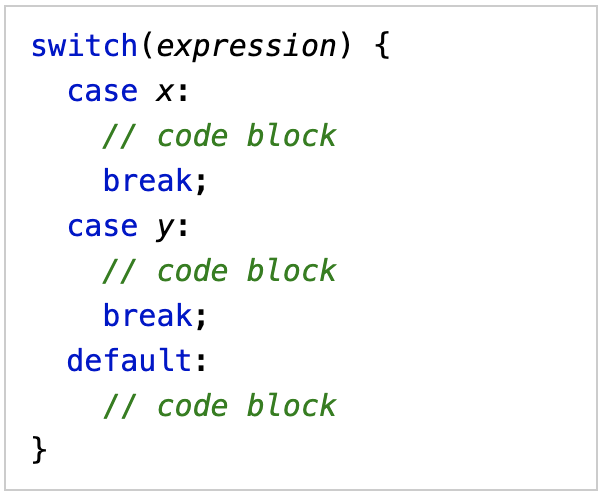 switch(expression) {
  case x:
    // code block
    break;
  case y:
    // code block
    break;
  default:
    // code block
}